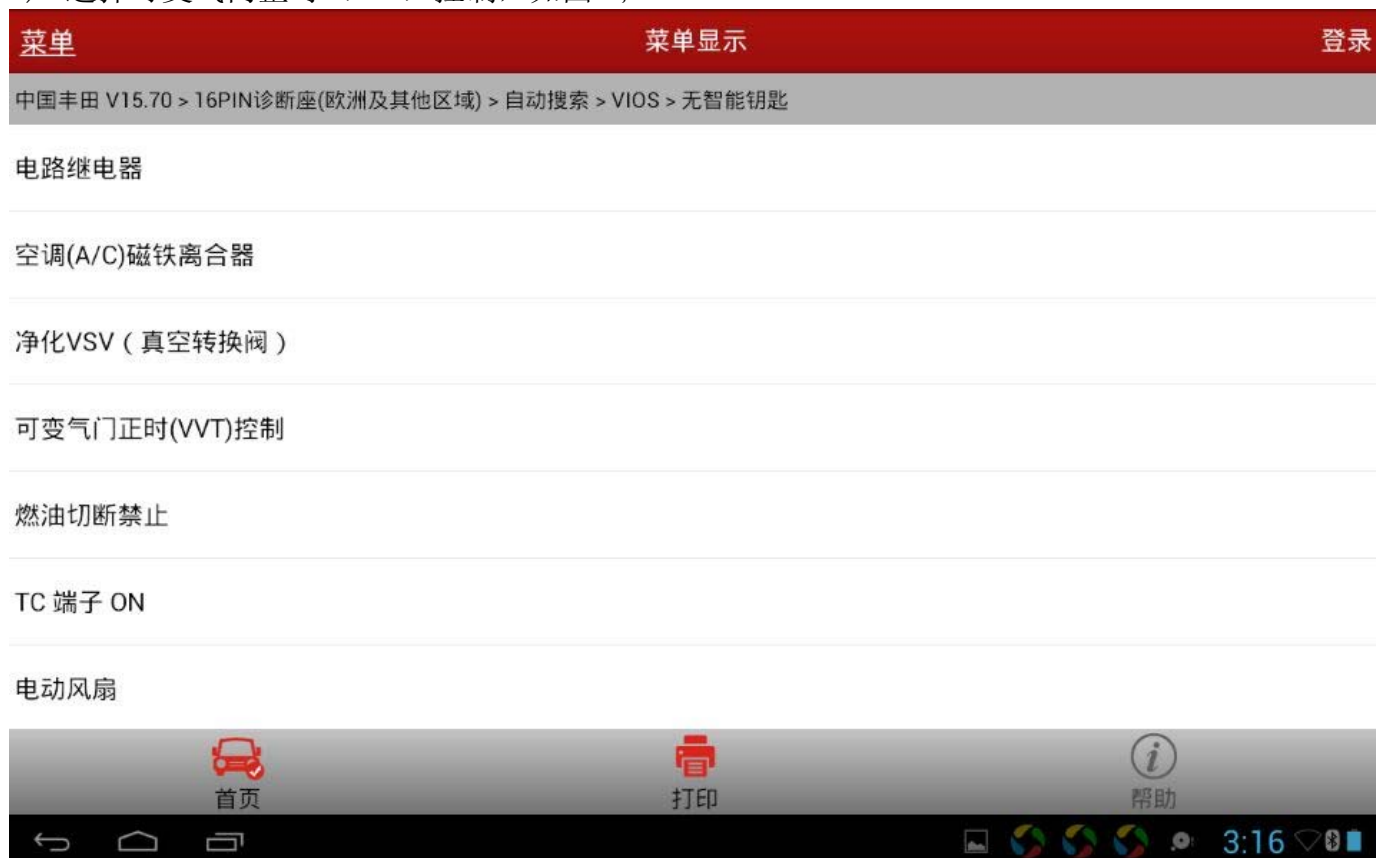 菜单 菜单显示 登录
中国丰田 V15.70 > 16PIN诊断座(欧洲及其他区域) > 自动搜索 > VIOS > 无智能钥匙
电路继电器
空调(A/C)磁铁离合器
净化VSV（真空转换阀）
可变气门正时(VVT)控制
燃油切断禁止
TC 端子 ON
电动风扇
首页 打印 帮助
3:16